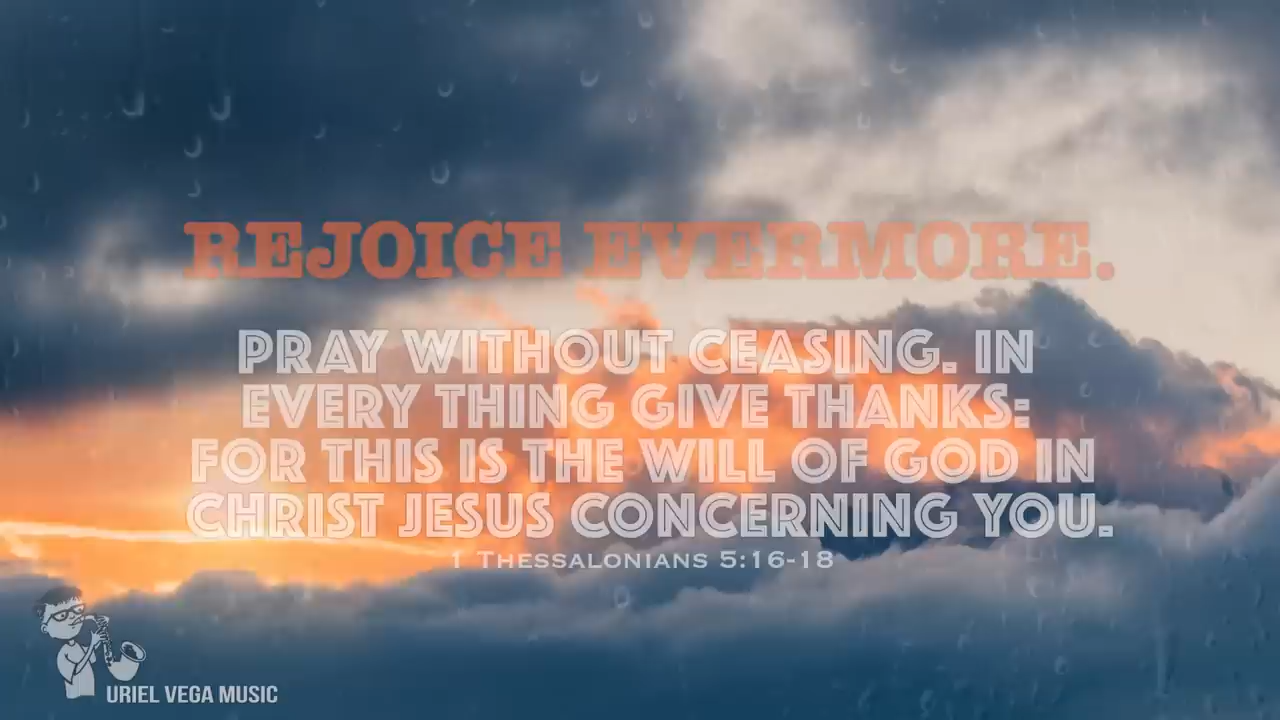 REJOICE EVERMORE.
PRAY WITHOUT CEASING. IN
EVERY THING GIVE THANKS:
FOR THIS IS THE WILL OF GOD IN
CHRIST JESUS CONCERNING YOU.
1 THESSALONIANS 5:16-18
URIEL VEGA MUSIC